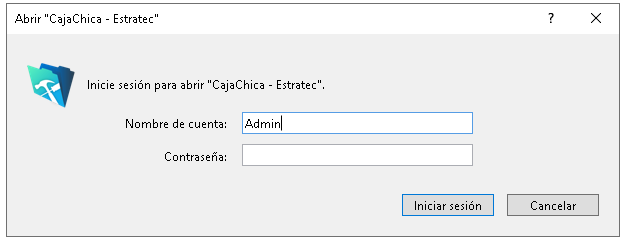 Abrir "CajaChica - Estratec"
? ×
Inicie sesión para abrir "CajaChica - Estratec".
Nombre de cuenta: Admin
Contraseña:
Iniciar sesión Cancelar